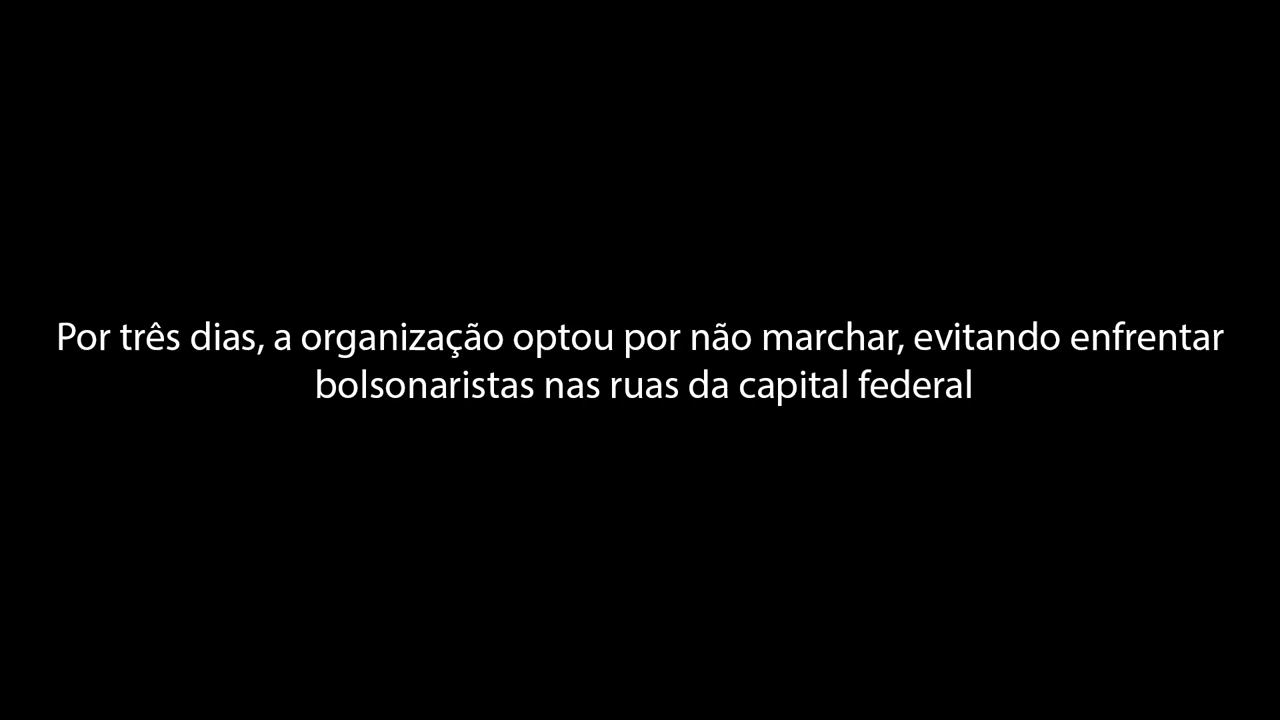 Por três dias, a organização optou por não marchar, evitando enfrentar
bolsonaristas nas ruas da capital federal